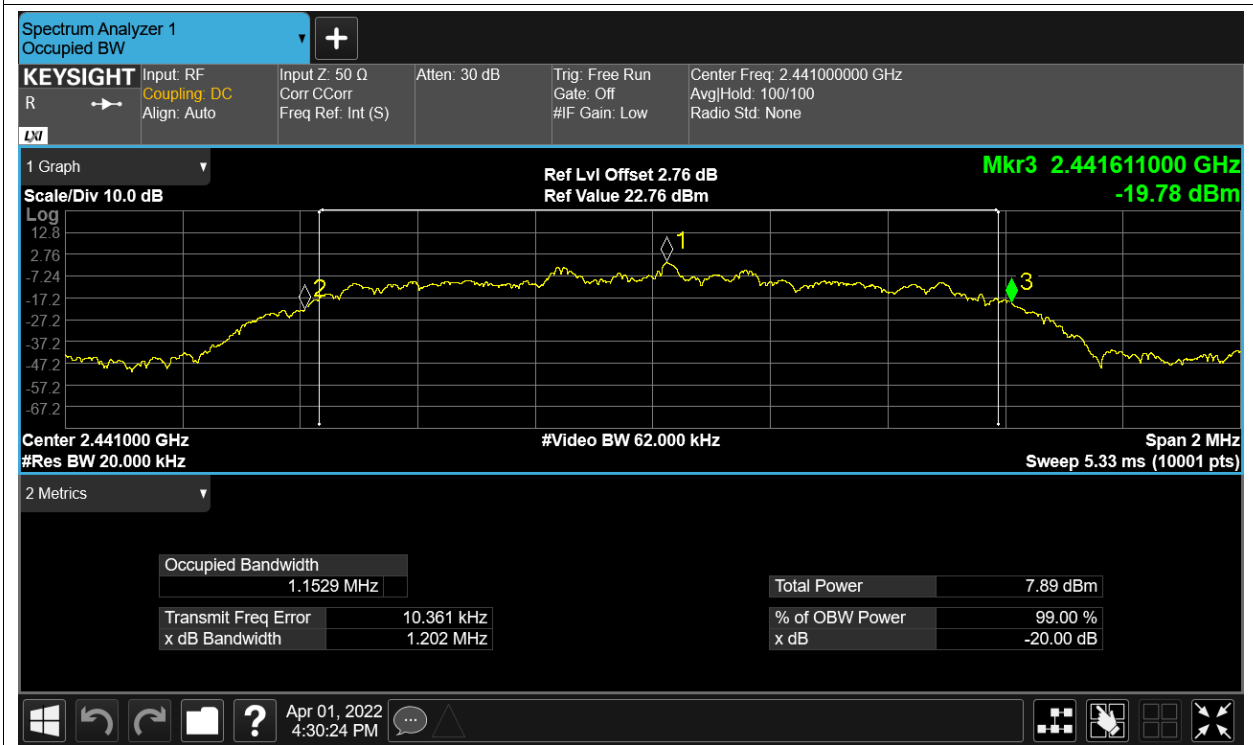 Spectrum Analyzer 1
Occupied BW
KEYSIGHT
R
LXI
Input: RF
Coupling: DC
Align: Auto
Input Z: 50 Ω
Corr CCorr
Freq Ref: Int (S)
Atten: 30 dB
Trig: Free Run
Gate: Off
#IF Gain: Low
Center Freq: 2.441000000 GHz
Avg|Hold: 100/100
Radio Std: None
1 Graph
Scale/Div 10.0 dB
Ref Lvl Offset 2.76 dB
Ref Value 22.76 dBm
Mkr3 2.441611000 GHz
-19.78 dBm
Log
12.8
2.76
-7.24
-17.2
-27.2
-37.2
-47.2
-57.2
-67.2
1
2
3
Center 2.441000 GHz
#Video BW 62.000 kHz
Span 2 MHz
#Res BW 20.000 kHz
Sweep 5.33 ms (10001 pts)
2 Metrics
Occupied Bandwidth
1.1529 MHz
Transmit Freq Error 10.361 kHz
x dB Bandwidth 1.202 MHz
Total Power 7.89 dBm
% of OBW Power 99.00 %
x dB -20.00 dB
?
Apr 01, 2022
4:30:24 PM